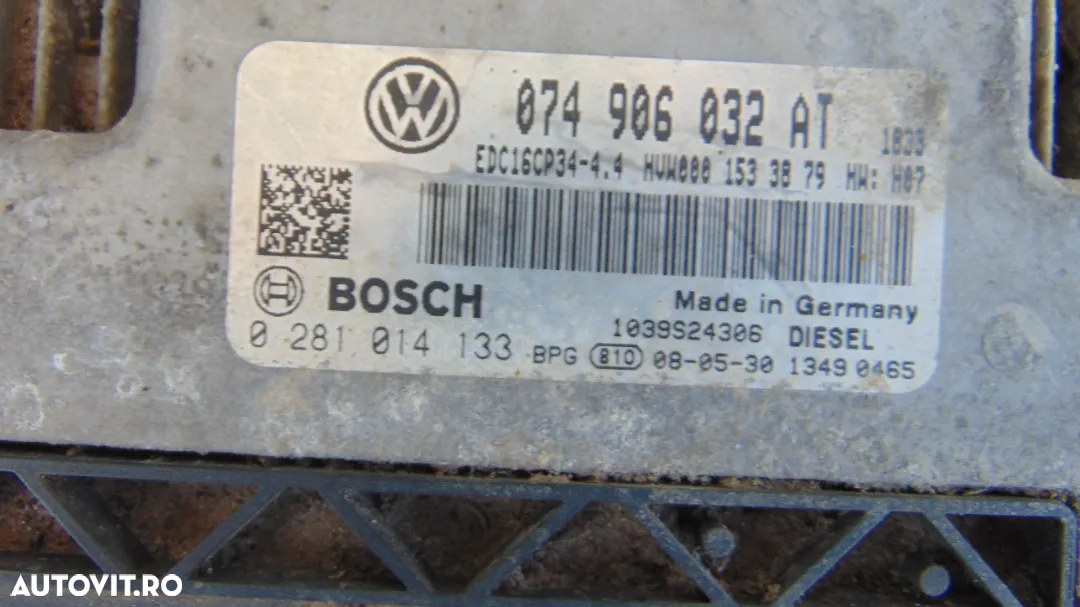 074 906 032 AT 1833
EDC16CP34-4.4 HVW000 153 38 79 HW: H07
BOSCH Made in Germany
1039S24306 DIESEL
0 281 014 133 BPG 810 08-05-30 1349 0465
AUTOVIT.RO